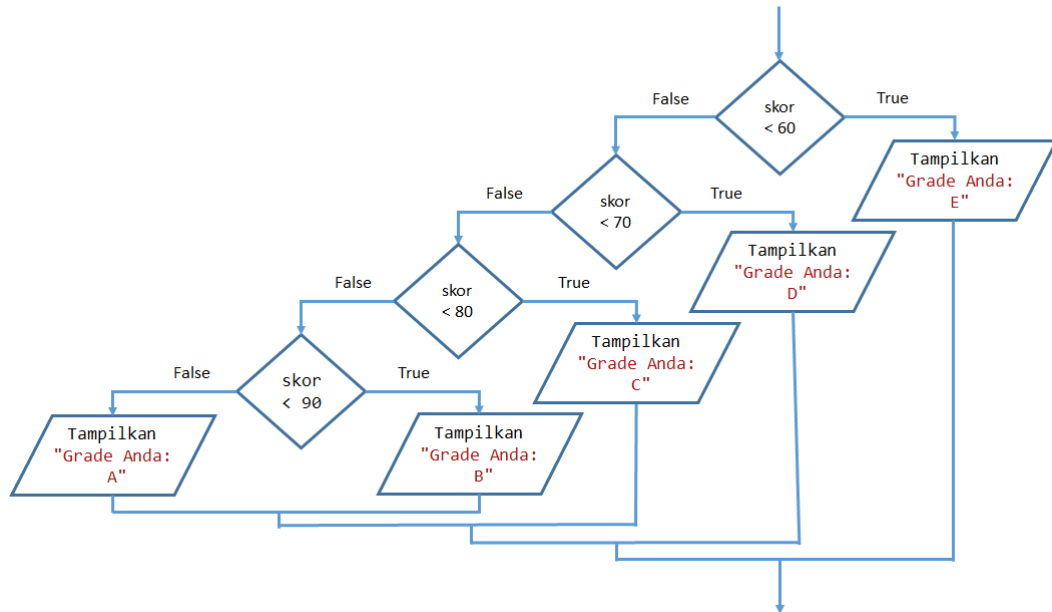 False
skor
< 60
True
Tampilkan
"Grade Anda:
E"
False
skor
< 70
True
Tampilkan
"Grade Anda:
D"
False
skor
< 80
True
Tampilkan
"Grade Anda:
C"
False
skor
< 90
True
Tampilkan
"Grade Anda:
A"
Tampilkan
"Grade Anda:
B"